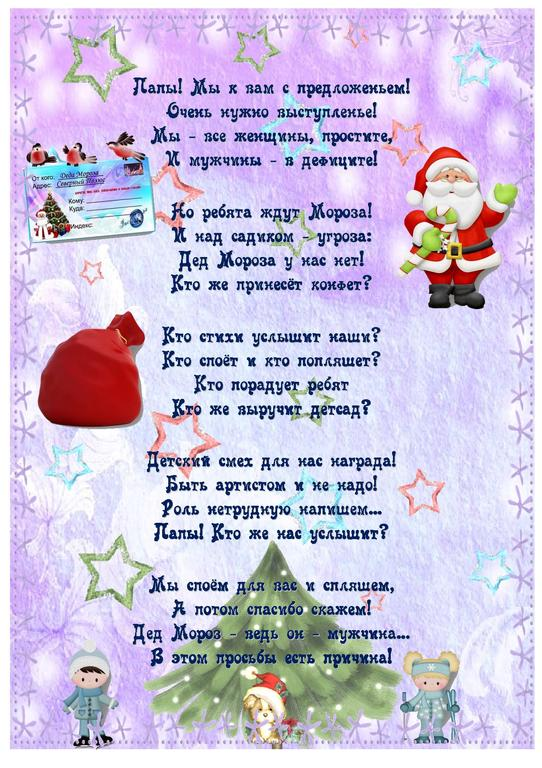 Папы! Мы к вам с предложеньем!
Очень нужно выступленье!
Мы - все женщины, простите,
И мужчины - в дефиците!
От кого: Деда Мороза
Адрес: Северный Полюс
Кому:
Куда:
Индекс:
Но ребята ждут Мороза!
И над садиком - угроза:
Дед Мороза у нас нет!
Кто же принесёт конфет?
Кто стихи услышит наши?
Кто споёт и кто попляшет?
Кто порадует ребят
Кто же выручит детсад?
Детский смех для нас награда!
Быть артистом и не надо!
Роль нетрудную напишем...
Папы! Кто же нас услышит?
Мы споём для вас и спляшем,
А потом спасибо скажем!
Дед Мороз - ведь он - мужчина...
В этом просьбы есть причина!